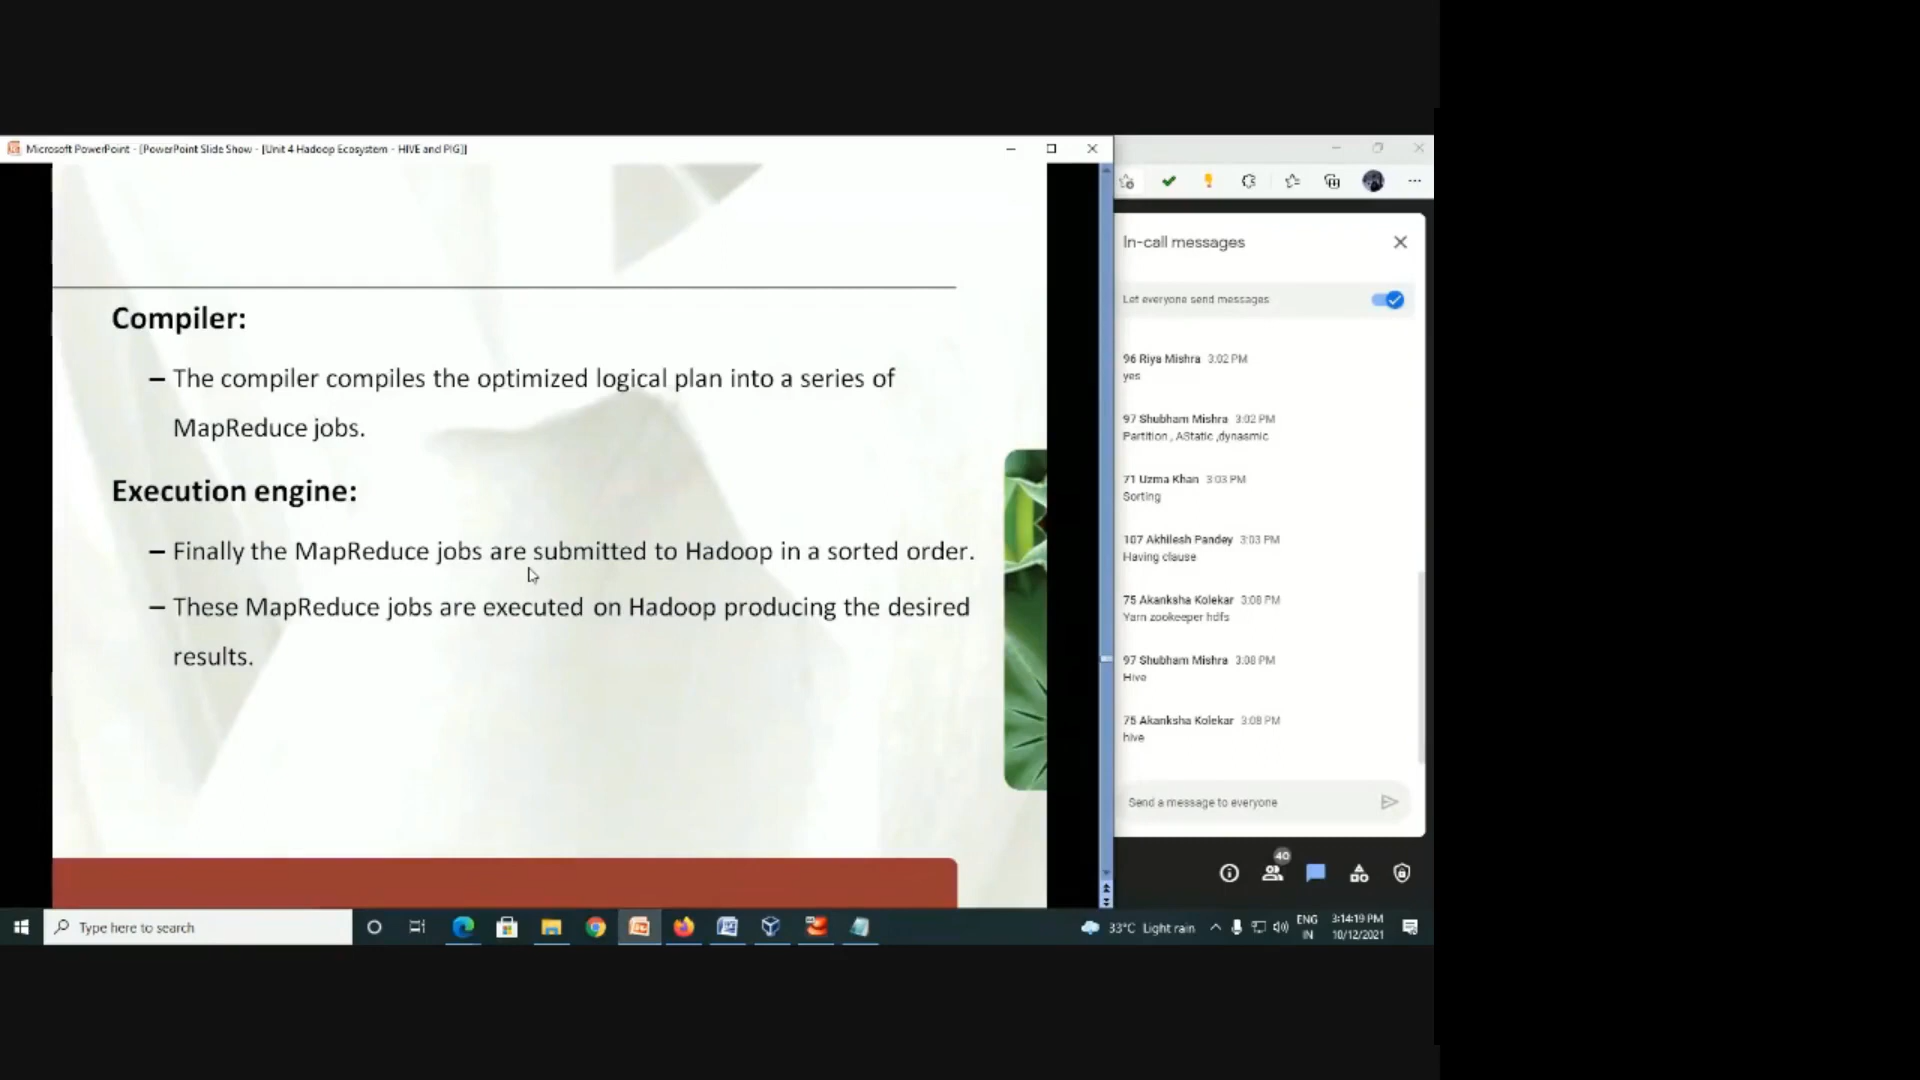 Microsoft PowerPoint - [PowerPoint Slide Show - [Unit 4 Hadoop Ecosystem - HIVE and PIG]]
Compiler:
– The compiler compiles the optimized logical plan into a series of
MapReduce jobs.
Execution engine:
– Finally the MapReduce jobs are submitted to Hadoop in a sorted order.
– These MapReduce jobs are executed on Hadoop producing the desired
results.
In-call messages
Let everyone send messages
96 Riya Mishra 3:02 PM
yes
97 Shubham Mishra 3:02 PM
Partition , AStatic ,dynasmic
71 Uzma Khan 3:03 PM
Sorting
107 Akhilesh Pandey 3:03 PM
Having clause
75 Akanksha Kolekar 3:08 PM
Yarn zookeeper hdfs
97 Shubham Mishra 3:08 PM
Hive
75 Akanksha Kolekar 3:08 PM
hive
Send a message to everyone
40
Type here to search
33°C Light rain
ENG
IN
3:14:19 PM
10/12/2021